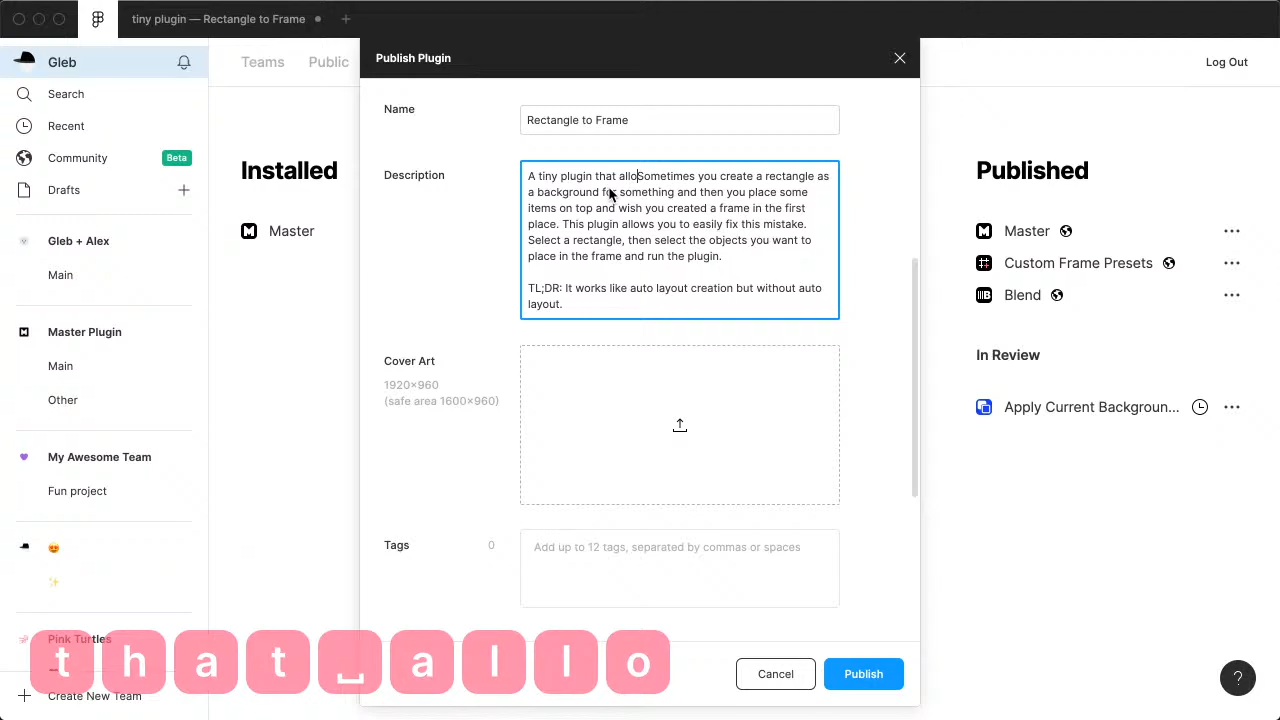 tiny plugin — Rectangle to Frame
Gleb
Search
Recent
Community
Beta
Drafts
Gleb + Alex
Main
Master Plugin
Main
Other
My Awesome Team
Fun project
Pink Turtles
Create New Team
Teams
Public
Log Out
Installed
Master
Publish Plugin
Name
Rectangle to Frame
Description
A tiny plugin that alloSometimes you create a rectangle as
a background for something and then you place some
items on top and wish you created a frame in the first
place. This plugin allows you to easily fix this mistake.
Select a rectangle, then select the objects you want to
place in the frame and run the plugin.
TL;DR: It works like auto layout creation but without auto
layout.
Cover Art
1920×960
(safe area 1600×960)
Tags
0
Add up to 12 tags, separated by commas or spaces
Cancel
Publish
Published
Master
Custom Frame Presets
Blend
In Review
Apply Current Backgroun...
?
t h a t ␣ a l l o